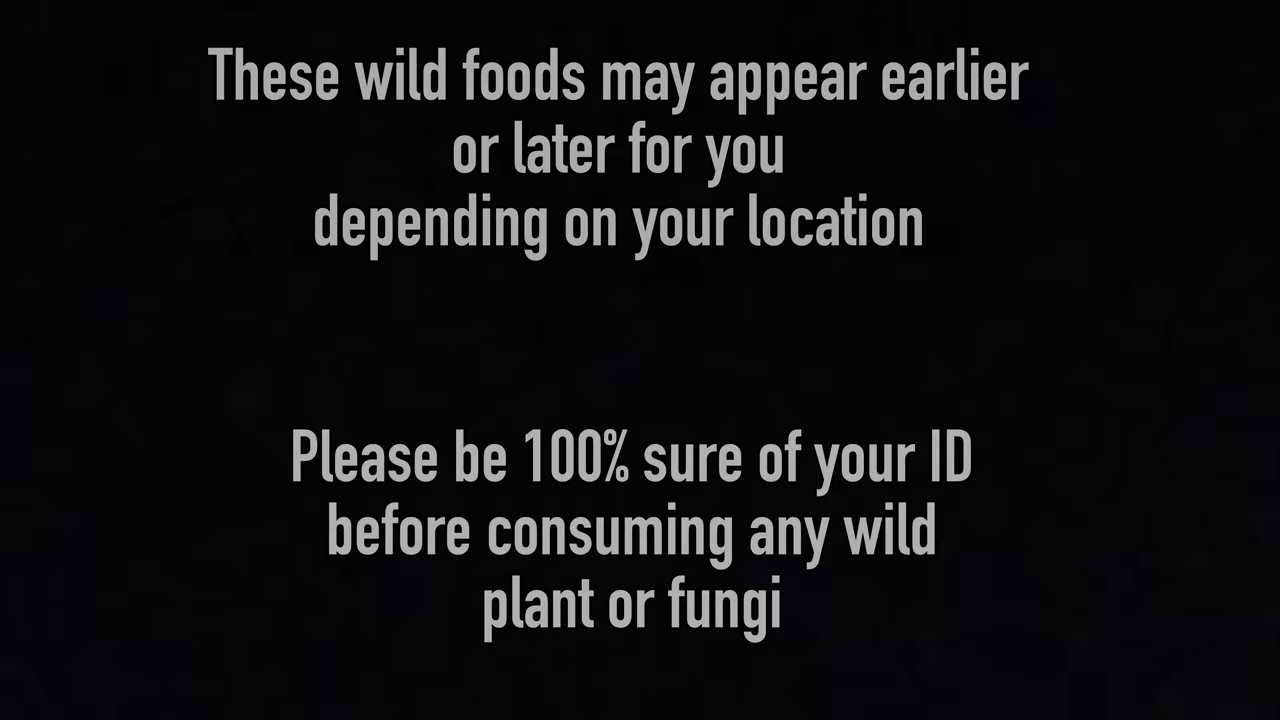 These wild foods may appear earlier
or later for you
depending on your location
Please be 100% sure of your ID
before consuming any wild
plant or fungi